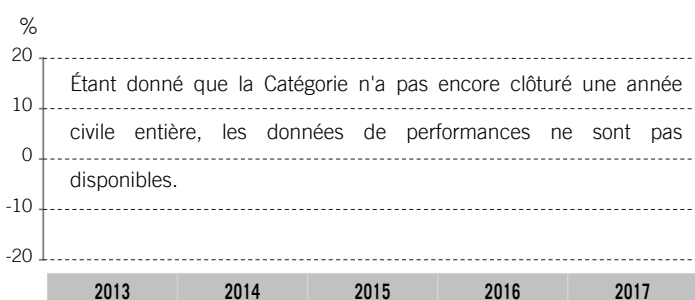 %
20
Étant donné que la Catégorie n'a pas encore clôturé une année
10
civile entière, les données de performances ne sont pas
0
disponibles.
-10
-20
2013 2014 2015 2016 2017